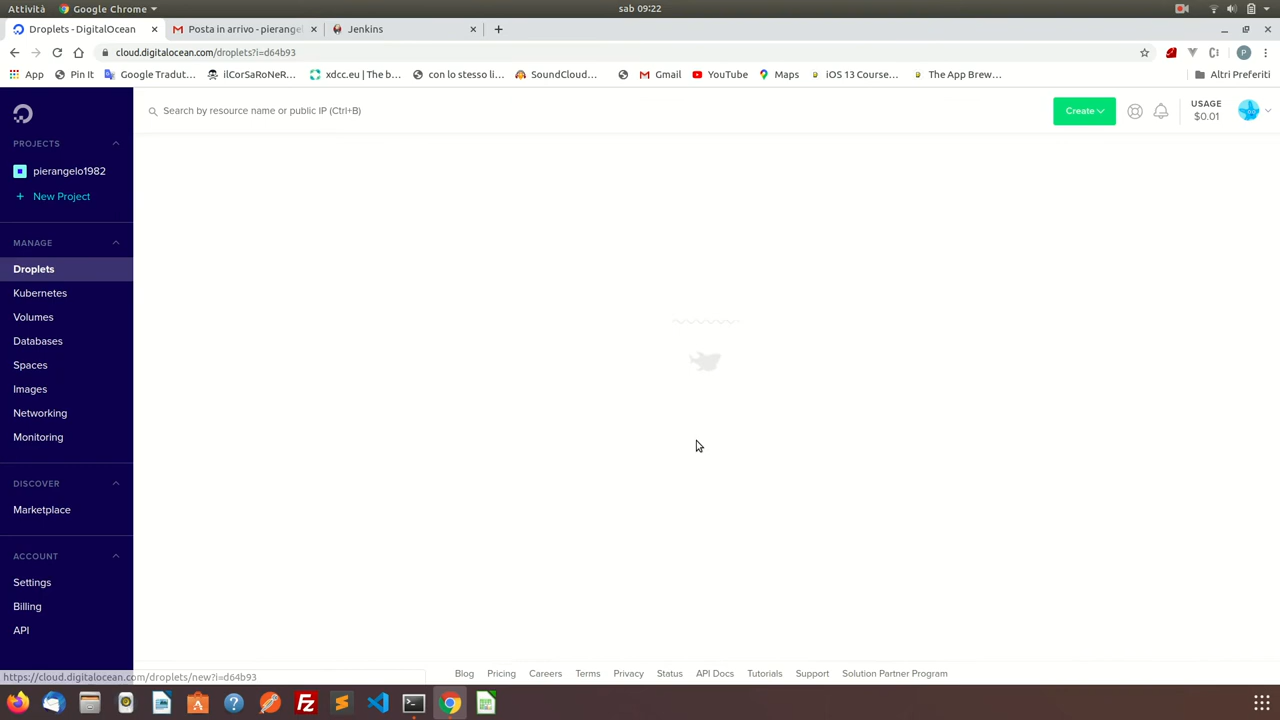 Attività
Google Chrome
sab 09:22
Droplets - DigitalOcean
Posta in arrivo - pierange
Jenkins
cloud.digitalocean.com/droplets?i=d64b93
P
App
Pin It
Google Tradut...
ilCorSaRoNeR...
xdcc.eu | The b...
con lo stesso li...
SoundCloud...
Gmail
YouTube
Maps
iOS 13 Course...
The App Brew...
Altri Preferiti
Search by resource name or public IP (Ctrl+B)
Create
USAGE
$0.01
PROJECTS
pierangelo1982
+ New Project
MANAGE
Droplets
Kubernetes
Volumes
Databases
Spaces
Images
Networking
Monitoring
DISCOVER
Marketplace
ACCOUNT
Settings
Billing
API
https://cloud.digitalocean.com/droplets/new?i=d64b93
Blog
Pricing
Careers
Terms
Privacy
Status
API Docs
Tutorials
Support
Solution Partner Program